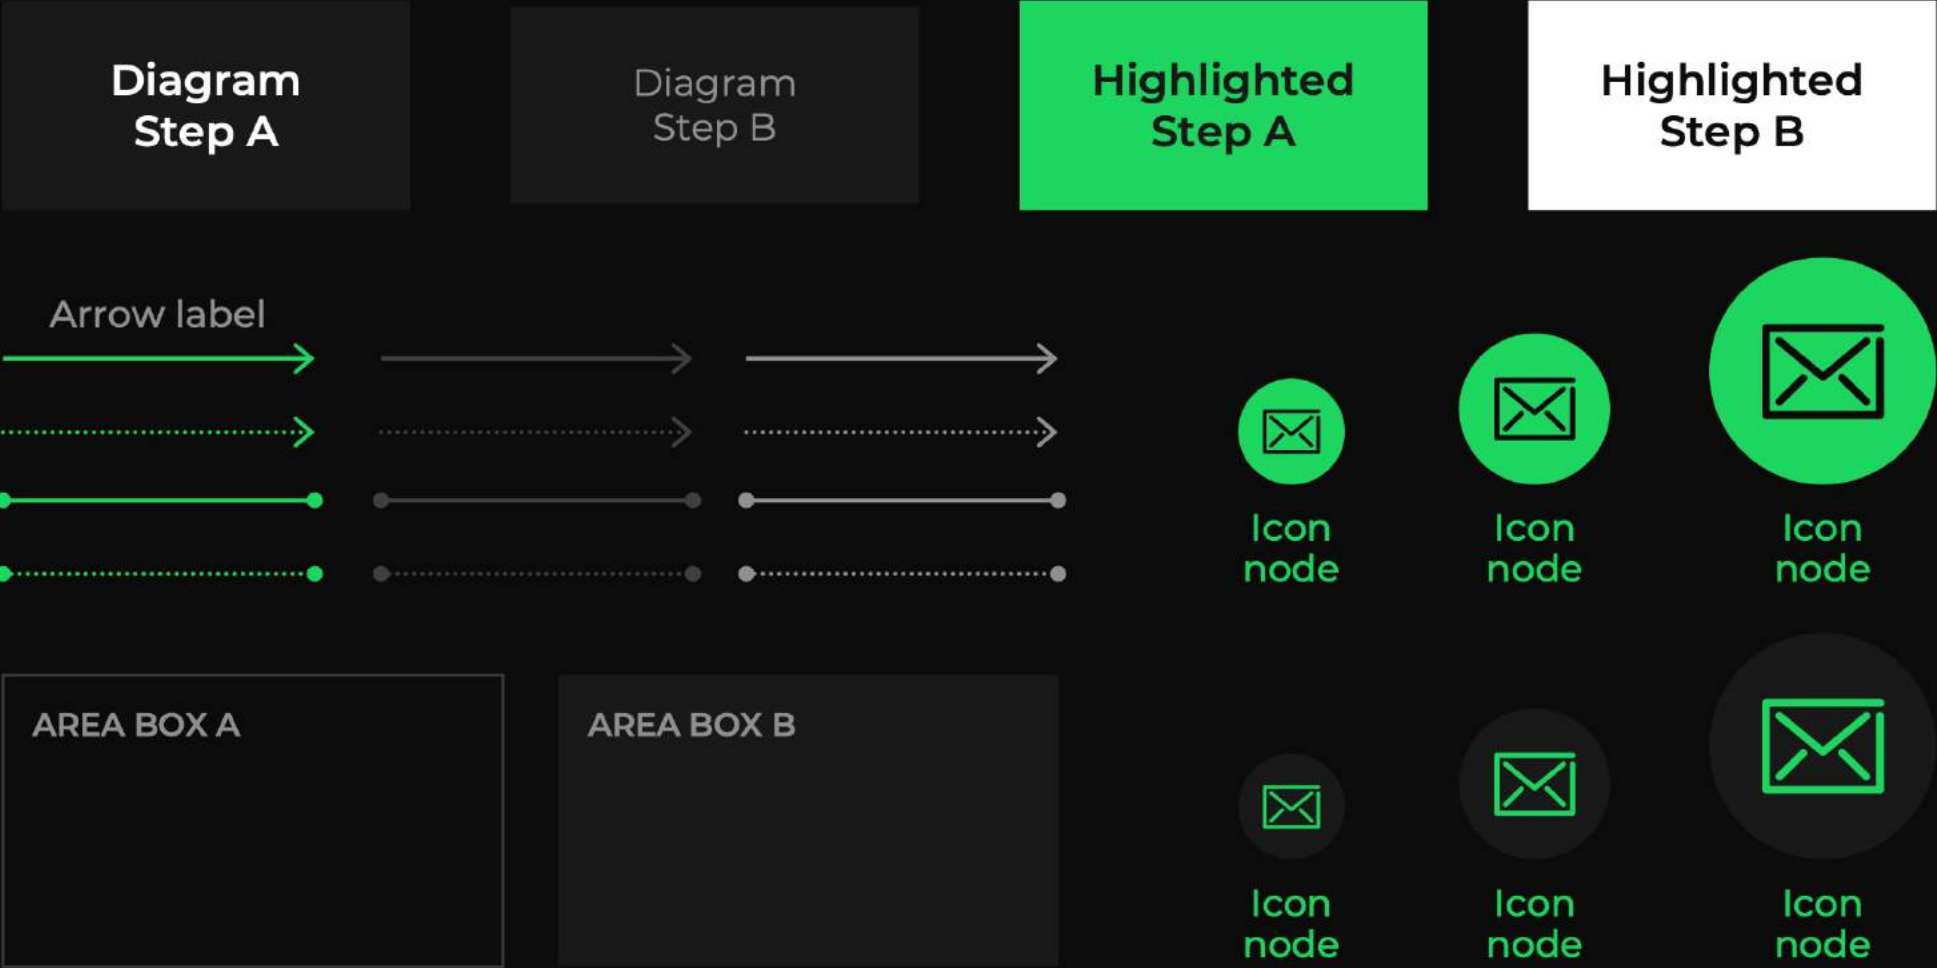 Diagram
Step A
Diagram
Step B
Highlighted
Step A
Highlighted
Step B
Arrow label
Icon
node
Icon
node
Icon
node
AREA BOX A
AREA BOX B
Icon
node
Icon
node
Icon
node